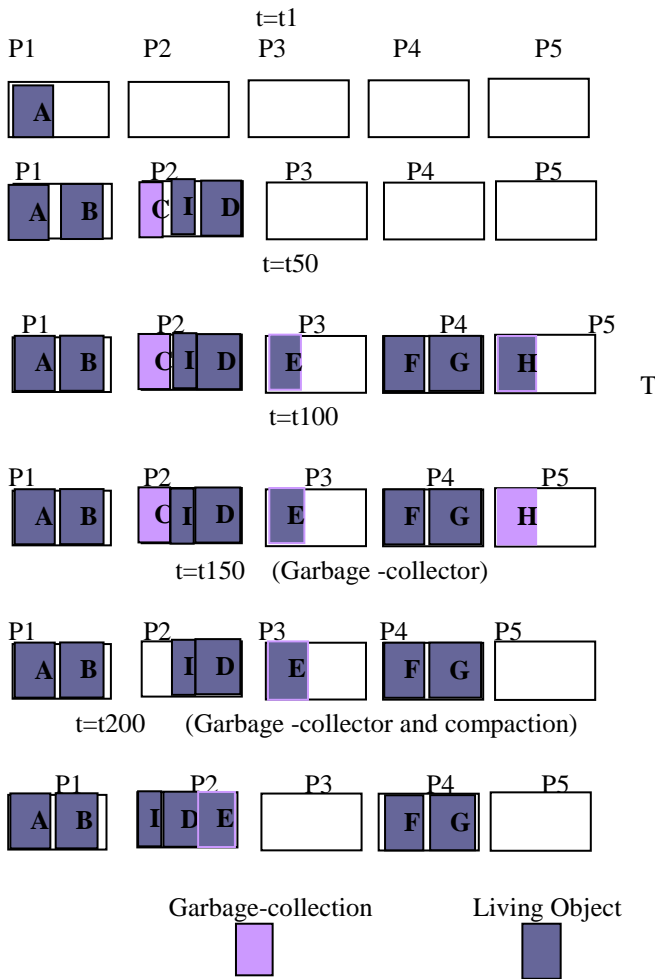 t=t1
P1 P2 P3 P4 P5
A
P1 P2 P3 P4 P5
A B C I D
t=t50
P1 P2 P3 P4 P5
A B C I D E F G H T
t=t100
P1 P2 P3 P4 P5
A B C I D E F G H
t=t150 (Garbage -collector)
P1 P2 P3 P4 P5
A B I D E F G
t=t200 (Garbage -collector and compaction)
P1 P2 P3 P4 P5
A B I D E F G
Garbage-collection Living Object